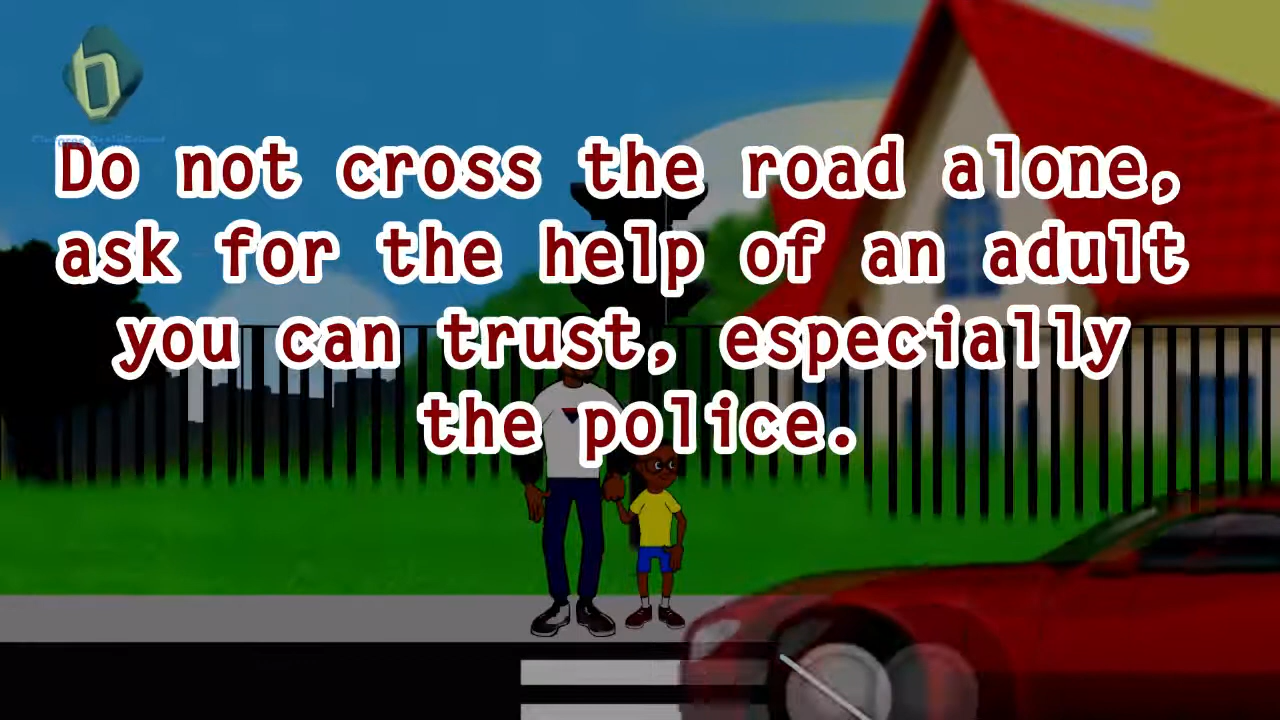 Do not cross the road alone,
ask for the help of an adult
you can trust, especially
the police.